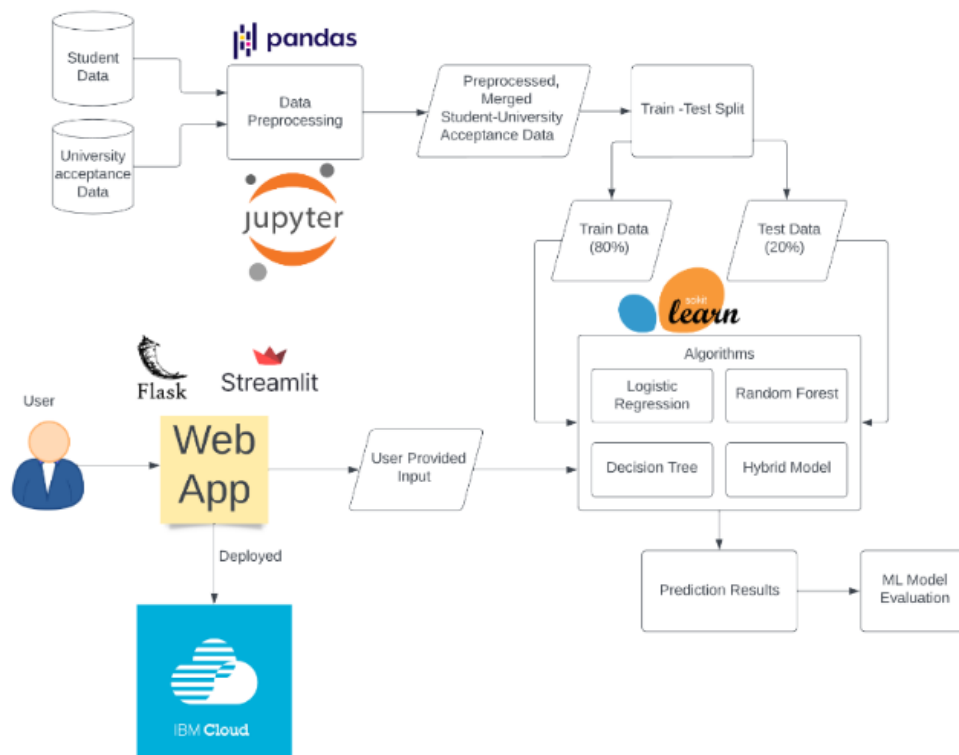 pandas
Student
Data
Data
Preprocessing
Preprocessed,
Merged
Student-University
Acceptance Data
Train -Test Split
University
acceptance
Data
jupyter
Train Data
(80%)
Test Data
(20%)
scikit
learn
Algorithms
Logistic
Regression
Random Forest
Decision Tree
Hybrid Model
Flask
Streamlit
User
Web
App
User Provided
Input
Deployed
Prediction Results
ML Model
Evaluation
IBM Cloud